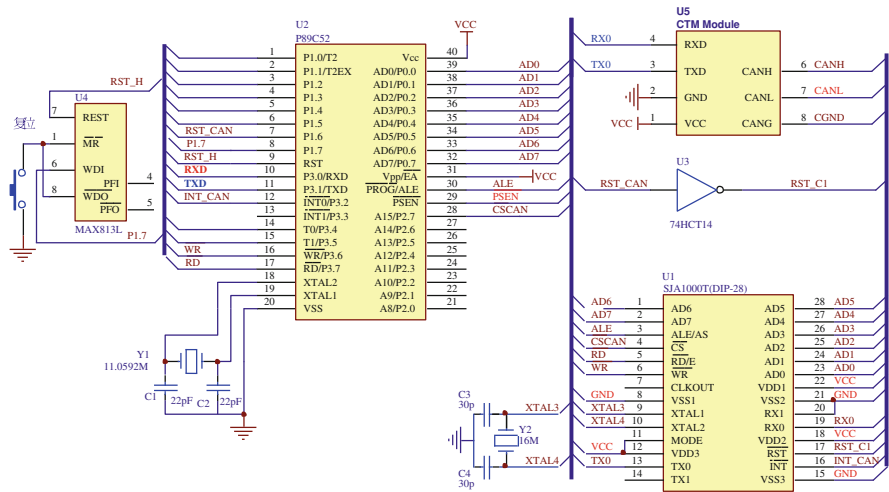 U2
P89C52
1 P1.0/T2
2 P1.1/T2EX
3 P1.2
4 P1.3
5 P1.4
6 P1.5
RST_CAN 7 P1.6
P1.7 8 P1.7
RST_H 9 RST
RXD 10 P3.0/RXD
TXD 11 P3.1/TXD
INT_CAN 12 INT0/P3.2
13 INT1/P3.3
14 T0/P3.4
15 T1/P3.5
WR 16 WR/P3.6
RD 17 RD/P3.7
18 XTAL2
19 XTAL1
20 VSS
VCC
Vcc 40
AD0/P0.0 39 AD0
AD1/P0.1 38 AD1
AD2/P0.2 37 AD2
AD3/P0.3 36 AD3
AD4/P0.4 35 AD4
AD5/P0.5 34 AD5
AD6/P0.6 33 AD6
AD7/P0.7 32 AD7
Vpp/EA 31 VCC
PROG/ALE 30 ALE
PSEN 29 PSEN
A15/P2.7 28 CSCAN
A14/P2.6 27
A13/P2.5 26
A12/P2.4 25
A11/P2.3 24
A10/P2.2 23
A9/P2.1 22
A8/P2.0 21
RST_H
U4
复位
7 REST
1 MR
6 WDI
8 WDO
PFI 4
PFO 5
MAX813L
P1.7
Y1
11.0592M
C1
22pF
C2
22pF
U5
CTM Module
RX0 4 RXD
TX0 3 TXD
2 GND
VCC 1 VCC
CANH 6 CANH
CANL 7 CANL
CANG 8 CGND
U3
RST_CAN
RST_C1
74HCT14
U1
SJA1000T(DIP-28)
AD6 1 AD6
AD7 2 AD7
ALE 3 ALE/AS
CSCAN 4 CS
RD 5 RD/E
WR 6 WR
7 CLKOUT
GND 8 VSS1
XTAL3 9 XTAL1
XTAL4 10 XTAL2
11 MODE
VCC 12 VDD3
TX0 13 TX0
14 TX1
AD5 28 AD5
AD4 27 AD4
AD3 26 AD3
AD2 25 AD2
AD1 24 AD1
AD0 23 AD0
VDD1 22 VCC
VSS2 21 GND
RX1 20
RX0 19 RX0
VDD2 18 VCC
RST 17 RST_C1
INT 16 INT_CAN
VSS3 15 GND
C3
30p
XTAL3
Y2
16M
C4
30p
XTAL4